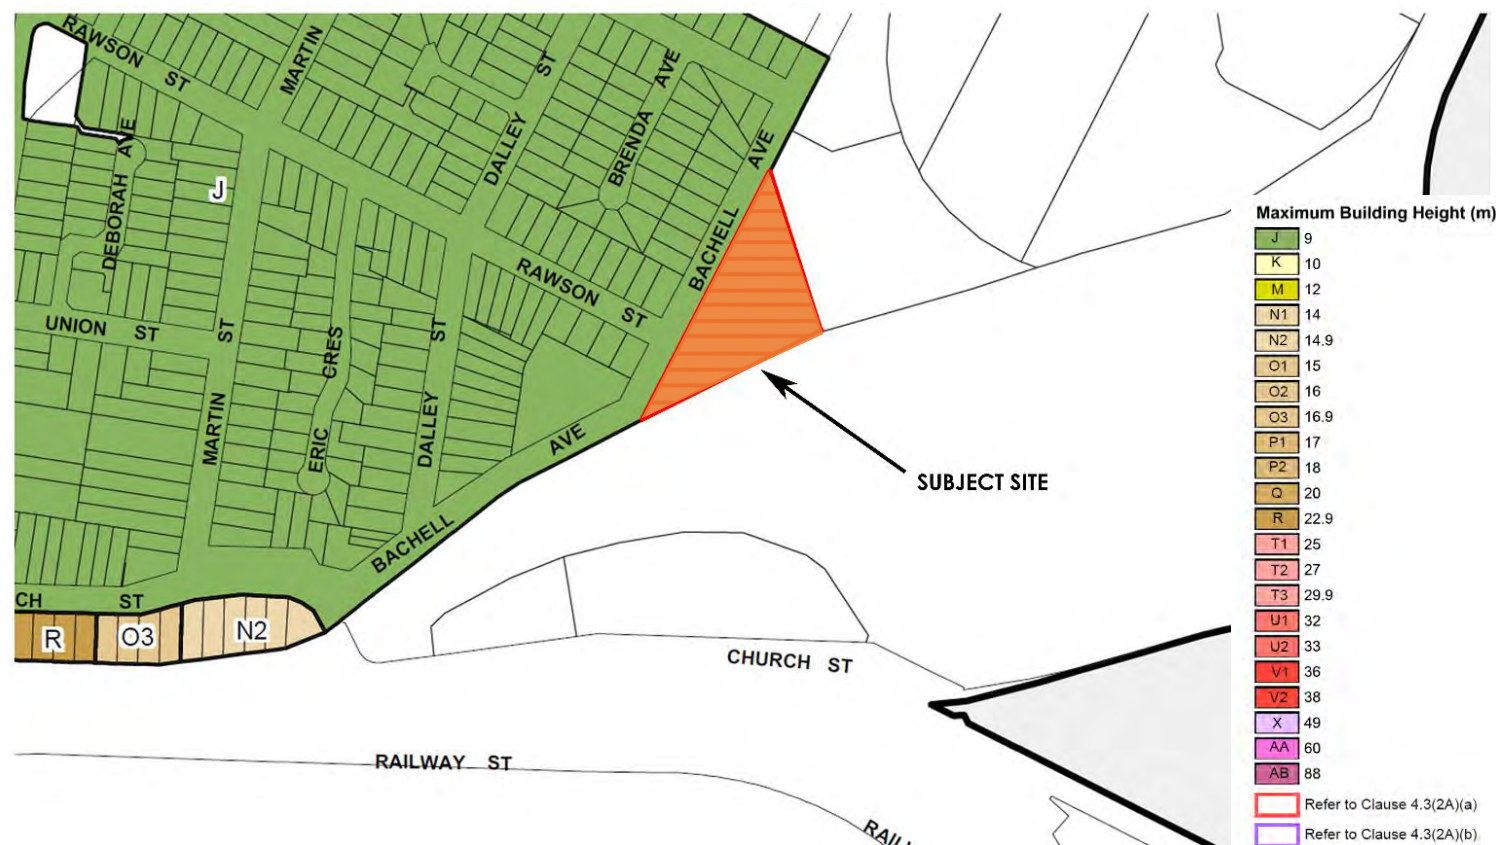 RAWSON ST
MARTIN
ST
DALLEY
BRENDA AVE
BACHELL AVE
DEBORAH AVE
J
RAWSON ST
UNION ST
MARTIN ST
ERIC CRES
DALLEY ST
BACHELL AVE
SUBJECT SITE
CH ST
R
O3
N2
CHURCH ST
RAILWAY ST
Maximum Building Height (m)
J 9
K 10
M 12
N1 14
N2 14.9
O1 15
O2 16
O3 16.9
P1 17
P2 18
Q 20
R 22.9
T1 25
T2 27
T3 29.9
U1 32
U2 33
V1 36
V2 38
X 49
AA 60
AB 88
Refer to Clause 4.3(2A)(a)
Refer to Clause 4.3(2A)(b)